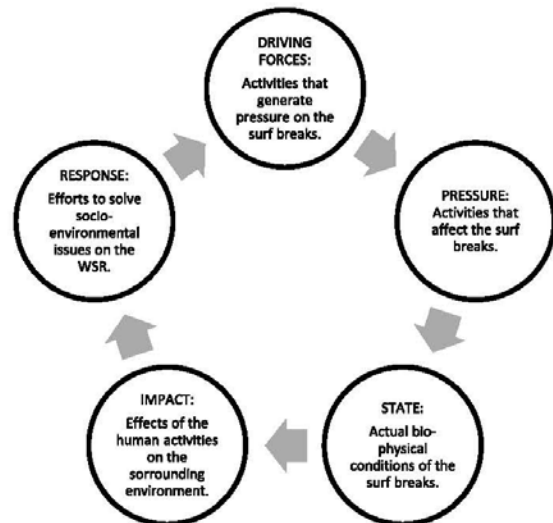 DRIVING
FORCES:
Activities that
generate
pressure on the
surf breaks.
PRESSURE:
Activities that
affect the surf
breaks.
STATE:
Actual bio-
physical
conditions of the
surf breaks.
IMPACT:
Effects of the
human activities
on the
sorrounding
environment.
RESPONSE:
Efforts to solve
socio-
environmental
issues on the
WSR.